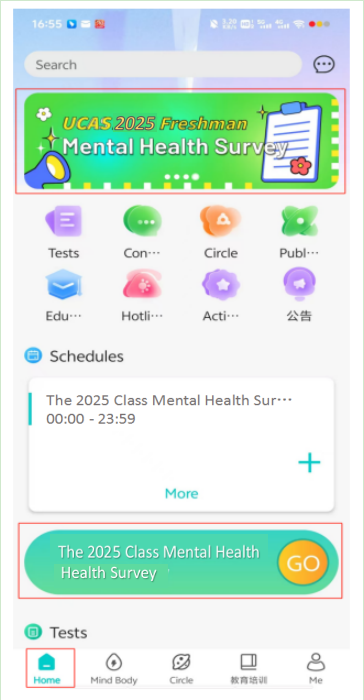 16:55
Search
UCAS 2025 Freshman
Mental Health Survey
Tests
Con···
Circle
Publ···
Edu···
Hotli···
Acti···
公告
Schedules
The 2025 Class Mental Health Sur···
00:00 - 23:59
More
The 2025 Class Mental Health
Health Survey
GO
Tests
Home
Mind Body
Circle
教育培训
Me